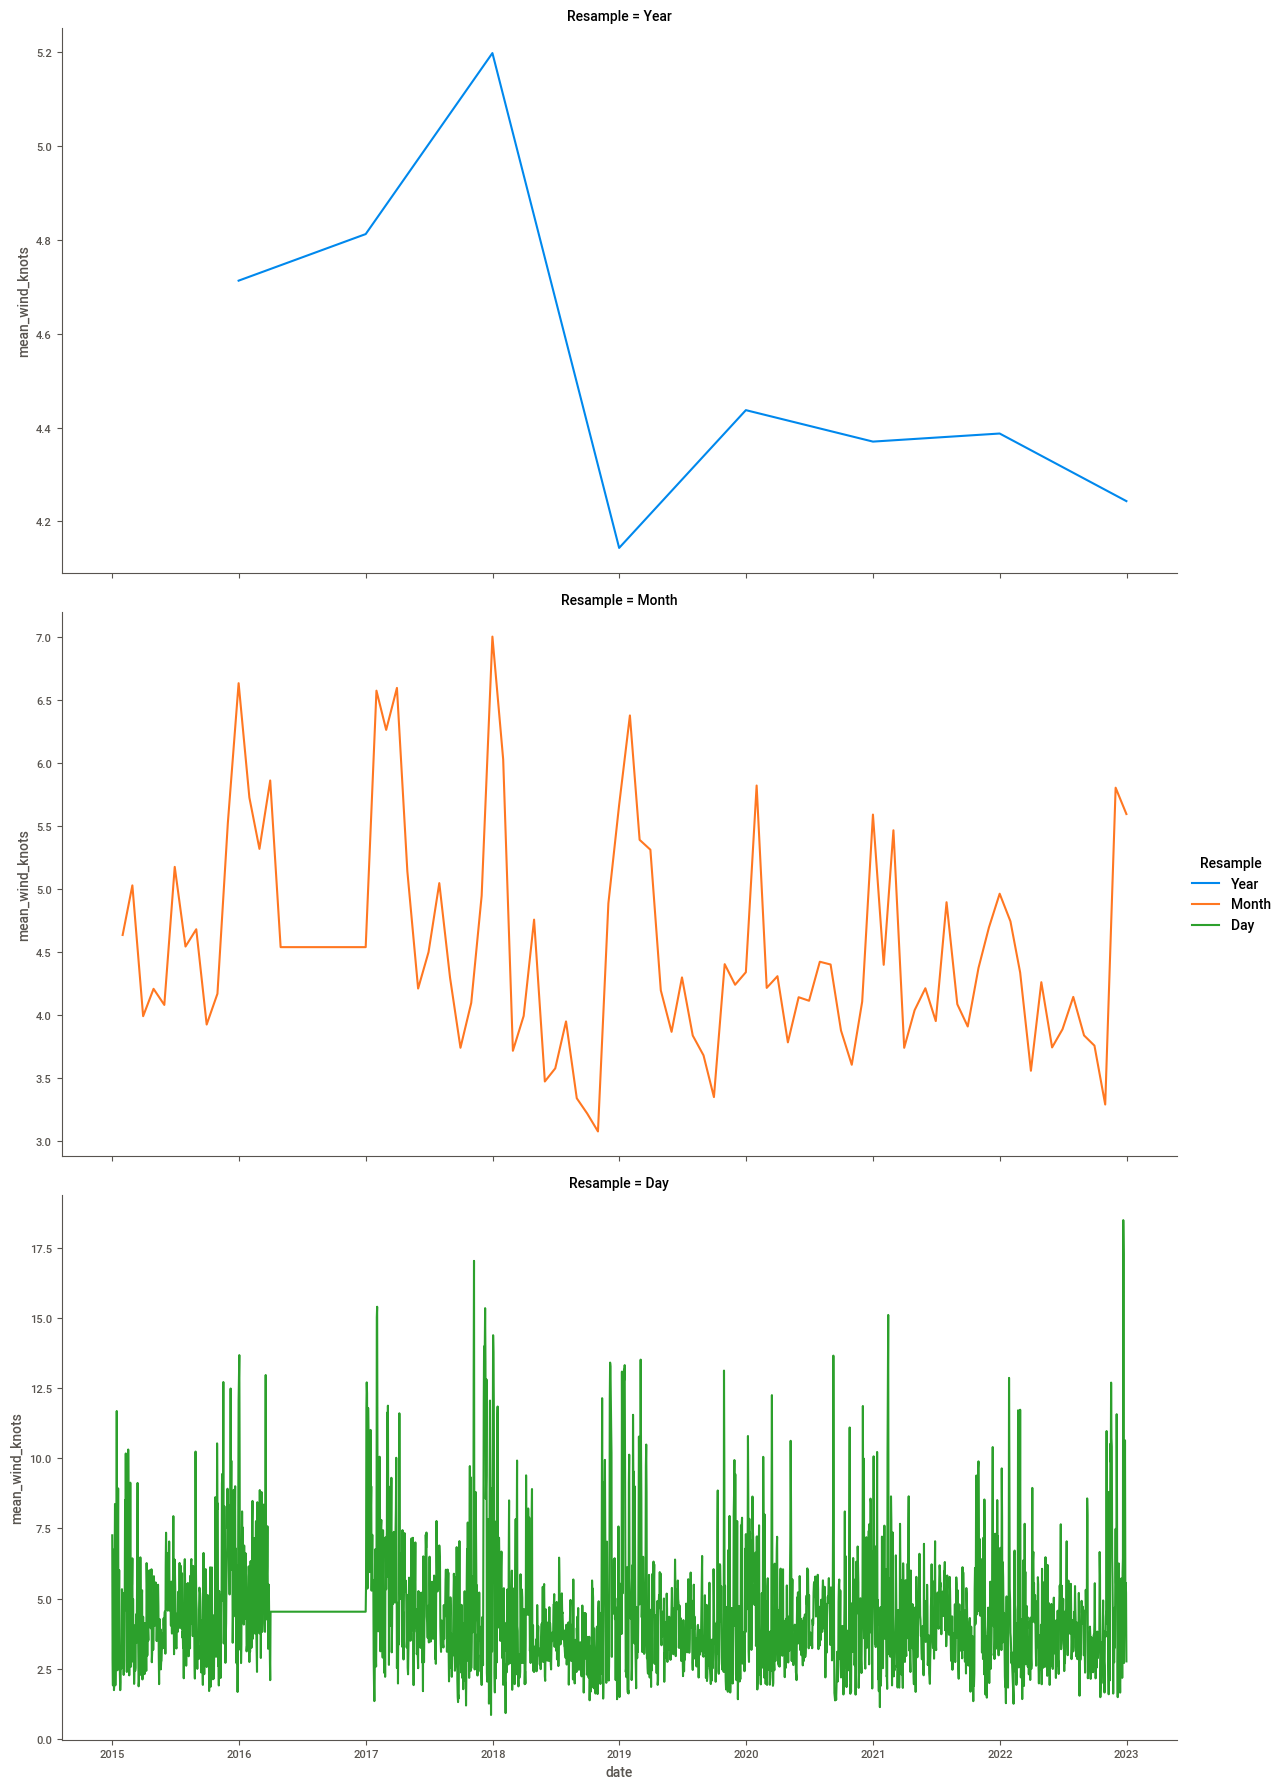 Resample = Year
5.2
5.0
4.8
4.6
4.4
4.2
mean_wind_knots
Resample = Month
7.0
6.5
6.0
5.5
5.0
4.5
4.0
3.5
3.0
mean_wind_knots
Resample
Year
Month
Day
Resample = Day
17.5
15.0
12.5
10.0
7.5
5.0
2.5
0.0
mean_wind_knots
2015 2016 2017 2018 2019 2020 2021 2022 2023
date